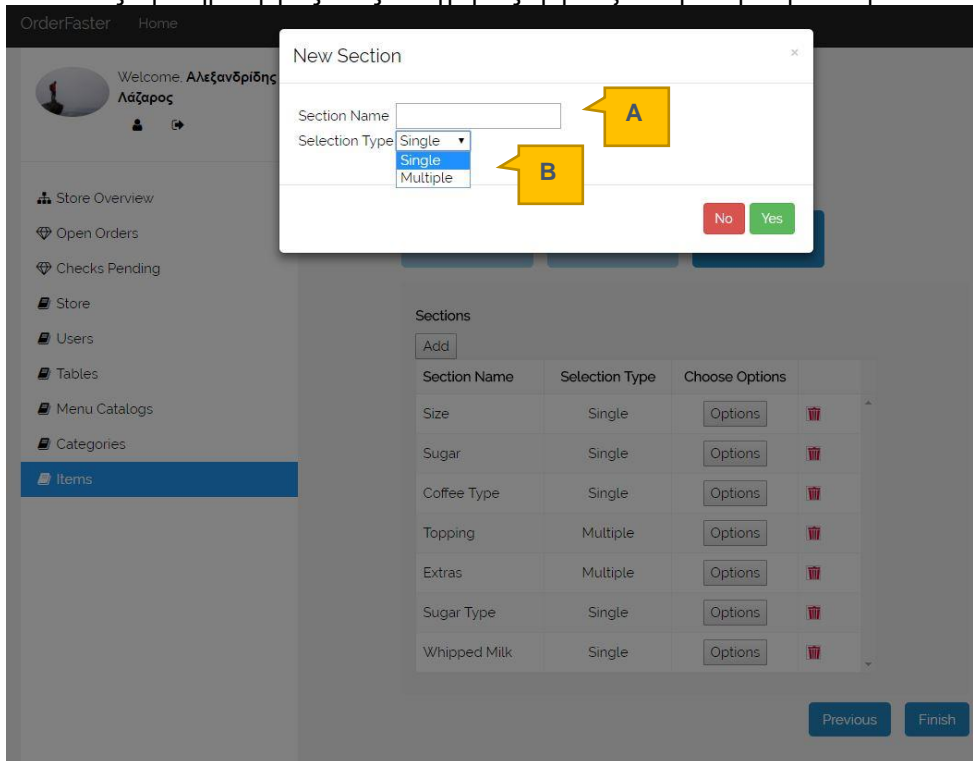 OrderFaster Home
New Section ×
Welcome. Αλεξανδρίδης
Λάζαρος
Section Name
A
Selection Type Single
Single
Multiple
B
No Yes
Store Overview
Open Orders
Checks Pending
Store
Users
Tables
Menu Catalogs
Categories
Items
Sections
Add
Section Name Selection Type Choose Options
Size Single Options
Sugar Single Options
Coffee Type Single Options
Topping Multiple Options
Extras Multiple Options
Sugar Type Single Options
Whipped Milk Single Options
Previous Finish